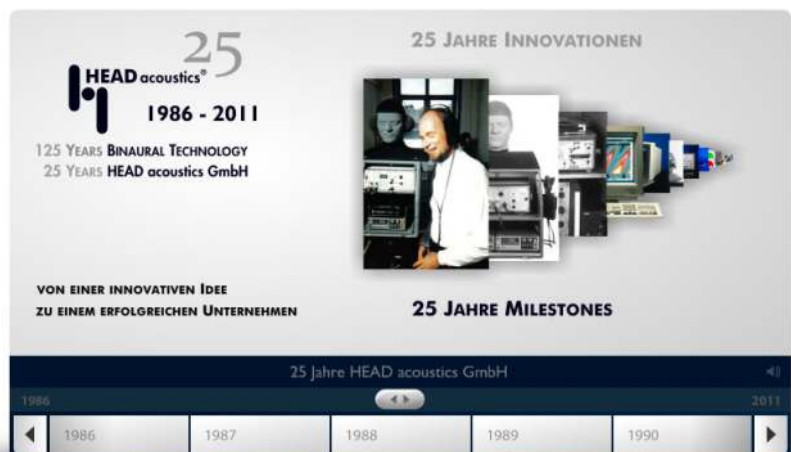 25
HEAD acoustics®
1986 - 2011
125 YEARS BINAURAL TECHNOLOGY
25 YEARS HEAD acoustics GmbH
VON EINER INNOVATIVEN IDEE
ZU EINEM ERFOLGREICHEN UNTERNEHMEN
25 JAHRE INNOVATIONEN
25 JAHRE MILESTONES
25 Jahre HEAD acoustics GmbH
1986 2011
1986 1987 1988 1989 1990